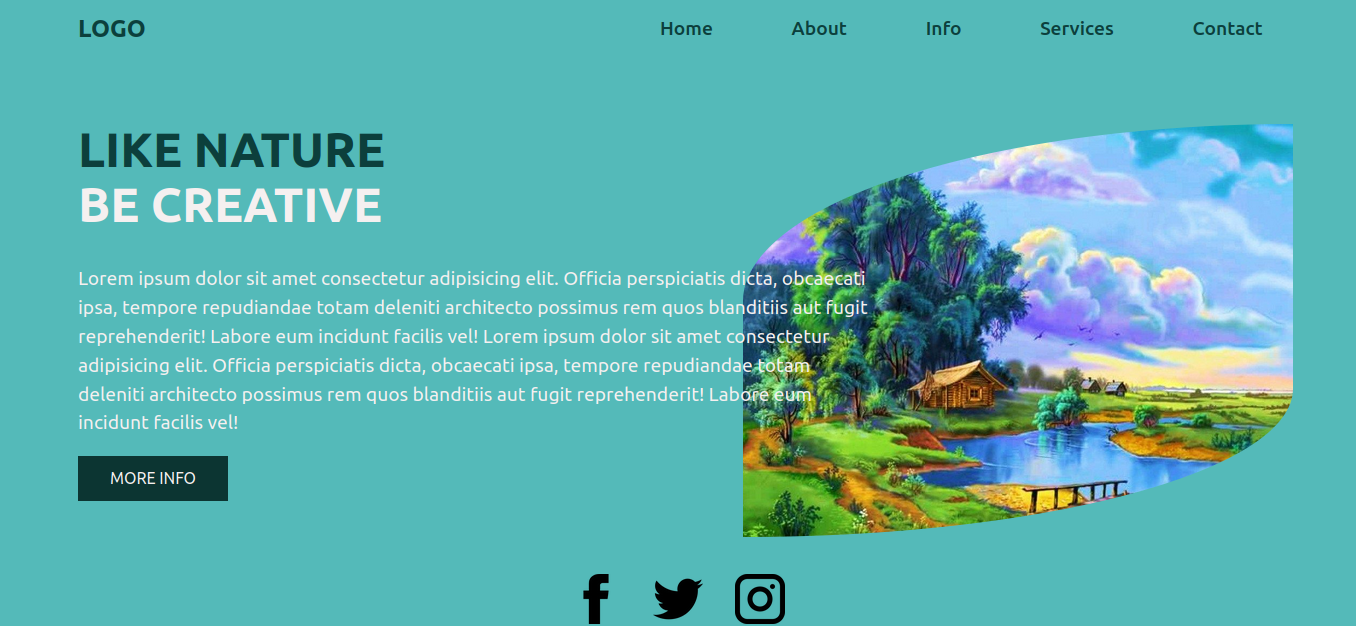 LOGO
Home
About
Info
Services
Contact
LIKE NATURE
BE CREATIVE
Lorem ipsum dolor sit amet consectetur adipisicing elit. Officia perspiciatis dicta, obcaecati
ipsa, tempore repudiandae totam deleniti architecto possimus rem quos blanditiis aut fugit
reprehenderit! Labore eum incidunt facilis vel! Lorem ipsum dolor sit amet consectetur
adipisicing elit. Officia perspiciatis dicta, obcaecati ipsa, tempore repudiandae totam
deleniti architecto possimus rem quos blanditiis aut fugit reprehenderit! Labore eum
incidunt facilis vel!
MORE INFO